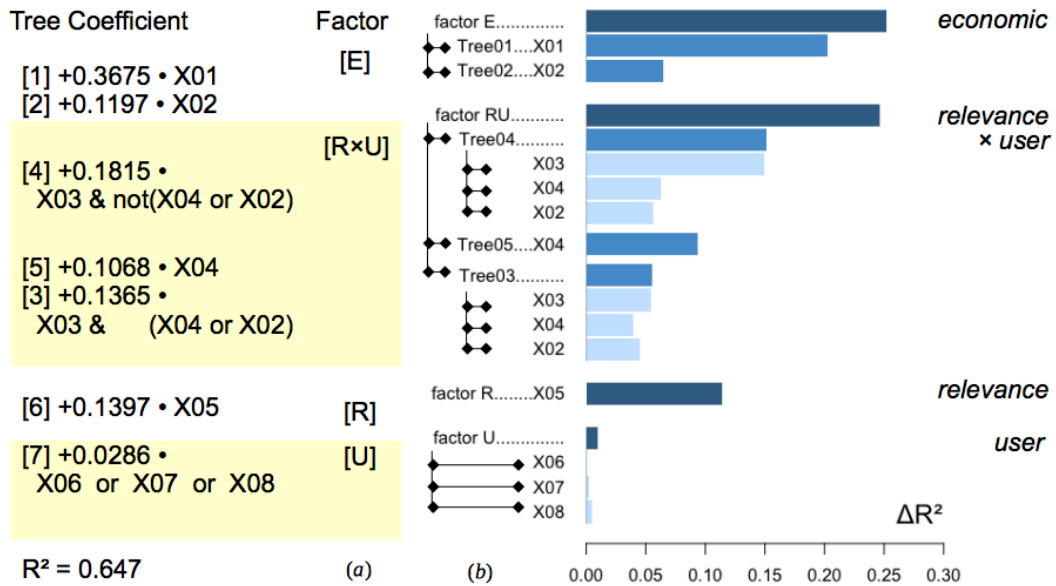 Tree Coefficient Factor
[E]
[1] +0.3675 • X01
[2] +0.1197 • X02
[R×U]
[4] +0.1815 •
X03 & not(X04 or X02)
[5] +0.1068 • X04
[3] +0.1365 •
X03 & (X04 or X02)
[6] +0.1397 • X05 [R]
[7] +0.0286 • [U]
X06 or X07 or X08
R² = 0.647 (a)
factor E............ economic
Tree01....X01
Tree02....X02
factor RU........... relevance
× user
Tree04..........
X03
X04
X02
Tree05....X04
Tree03..........
X03
X04
X02
factor R........X05 relevance
factor U.............. user
X06
X07
X08
ΔR²
(b)
0.00 0.05 0.10 0.15 0.20 0.25 0.30